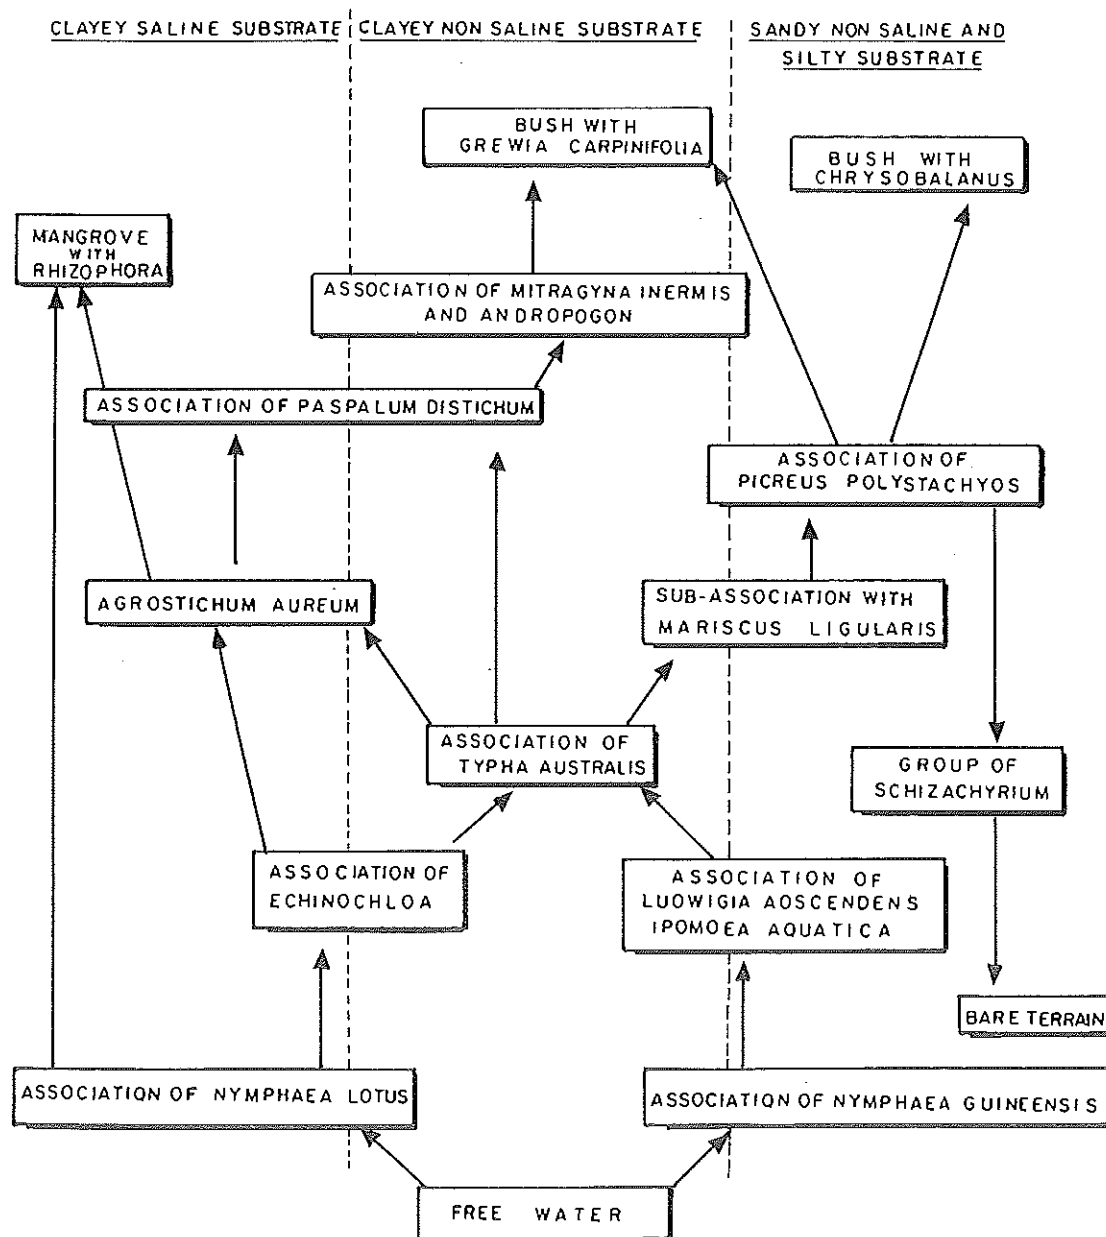 CLAYEY SALINE SUBSTRATE
CLAYEY NON SALINE SUBSTRATE
SANDY NON SALINE AND
SILTY SUBSTRATE
BUSH WITH
GREWIA CARPINIFOLIA
BUSH WITH
CHRYSOBALANUS
MANGROVE
WITH
RHIZOPHORA
ASSOCIATION OF MITRAGYNA INERMIS
AND ANDROPOGON
ASSOCIATION OF PASPALUM DISTICHUM
ASSOCIATION OF
PICREUS POLYSTACHYOS
AGROSTICHUM AUREUM
SUB-ASSOCIATION WITH
MARISCUS LIGULARIS
ASSOCIATION OF
TYPHA AUSTRALIS
GROUP OF
SCHIZACHYRIUM
ASSOCIATION OF
ECHINOCHLOA
ASSOCIATION OF
LUOWIGIA AOSCENDENS
IPOMOEA AQUATICA
BARE TERRAIN
ASSOCIATION OF NYMPHAEA LOTUS
ASSOCIATION OF NYMPHAEA GUINEENSIS
FREE WATER